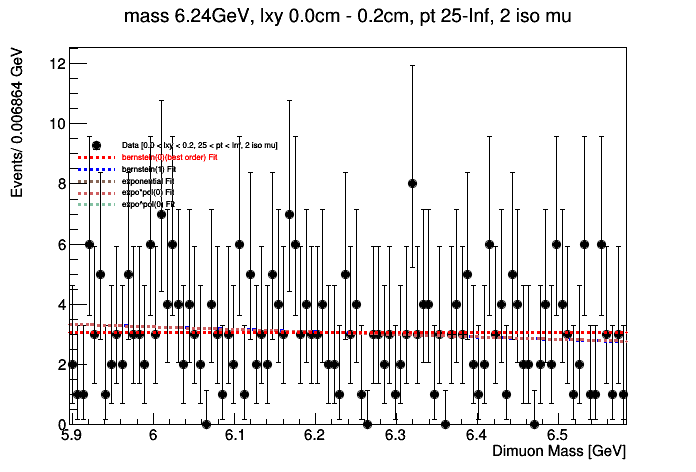 mass 6.24GeV, lxy 0.0cm - 0.2cm, pt 25-Inf, 2 iso mu
Events/ 0.006864 GeV
12
10
8
6
4
2
0
Data [0.0 < lxy < 0.2, 25 < pt < Inf, 2 iso mu]
bernstein(0)(best order) Fit
bernstein(1) Fit
exponential Fit
expo*pol(0) Fit
expo*pol(0) Fit
5.9 6 6.1 6.2 6.3 6.4 6.5
Dimuon Mass [GeV]